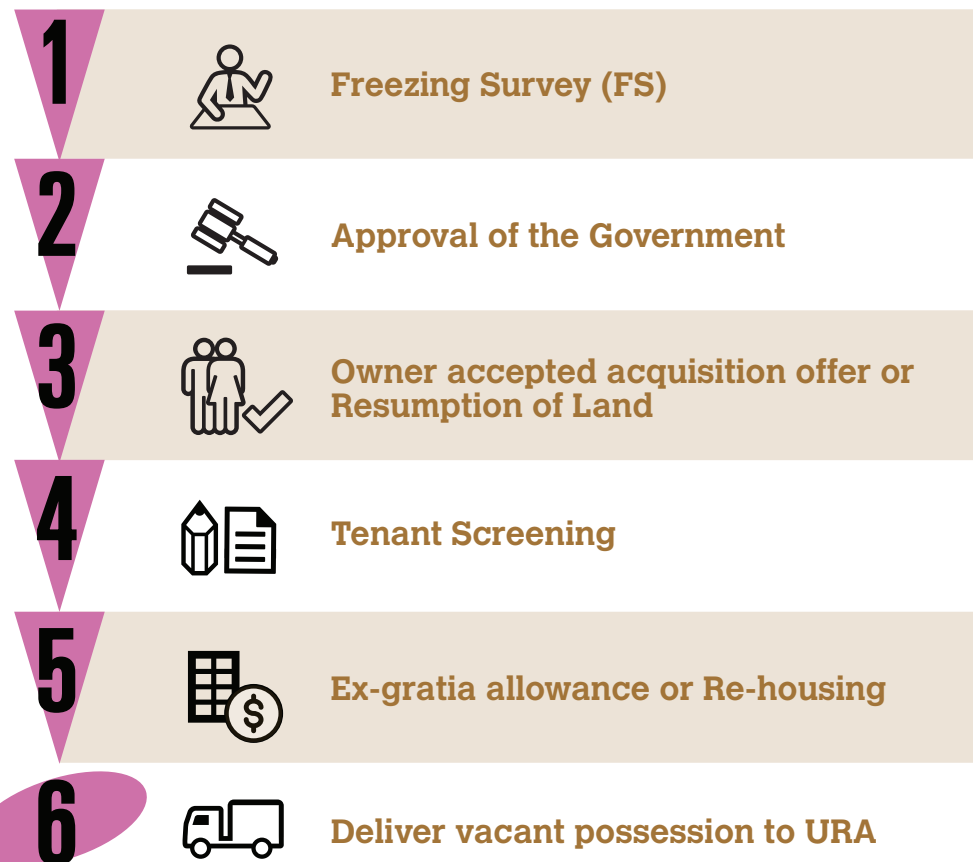 1
Freezing Survey (FS)
2
Approval of the Government
3
Owner accepted acquisition offer or
Resumption of Land
4
Tenant Screening
5
Ex-gratia allowance or Re-housing
$
6
Deliver vacant possession to URA